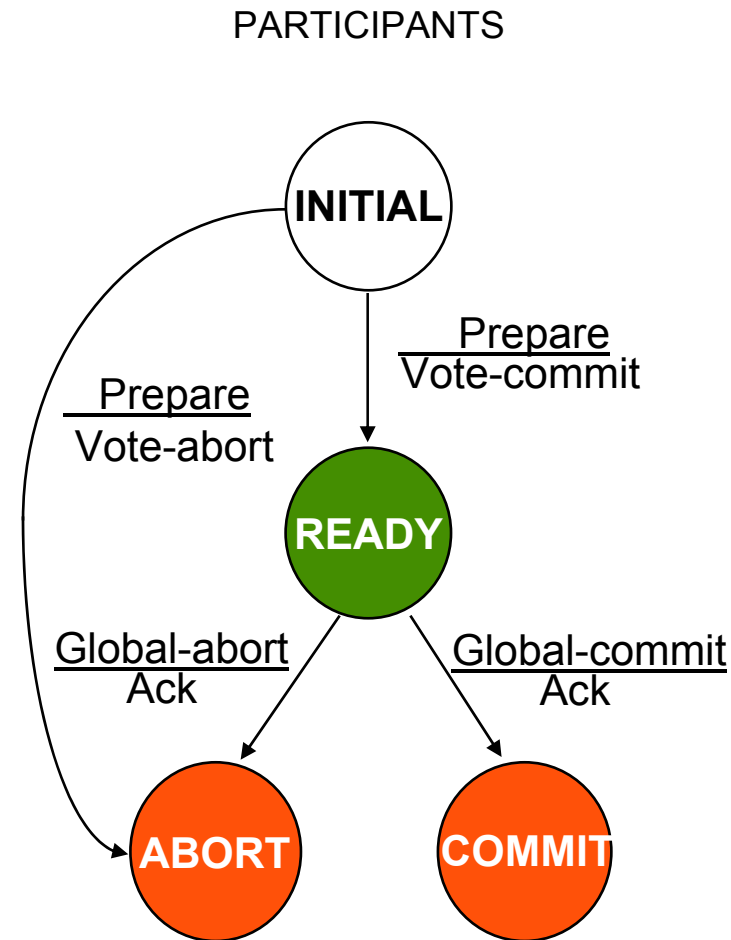 PARTICIPANTS
INITIAL
Prepare
Vote-commit
Prepare
Vote-abort
READY
Global-abort
Ack
Global-commit
Ack
ABORT
COMMIT